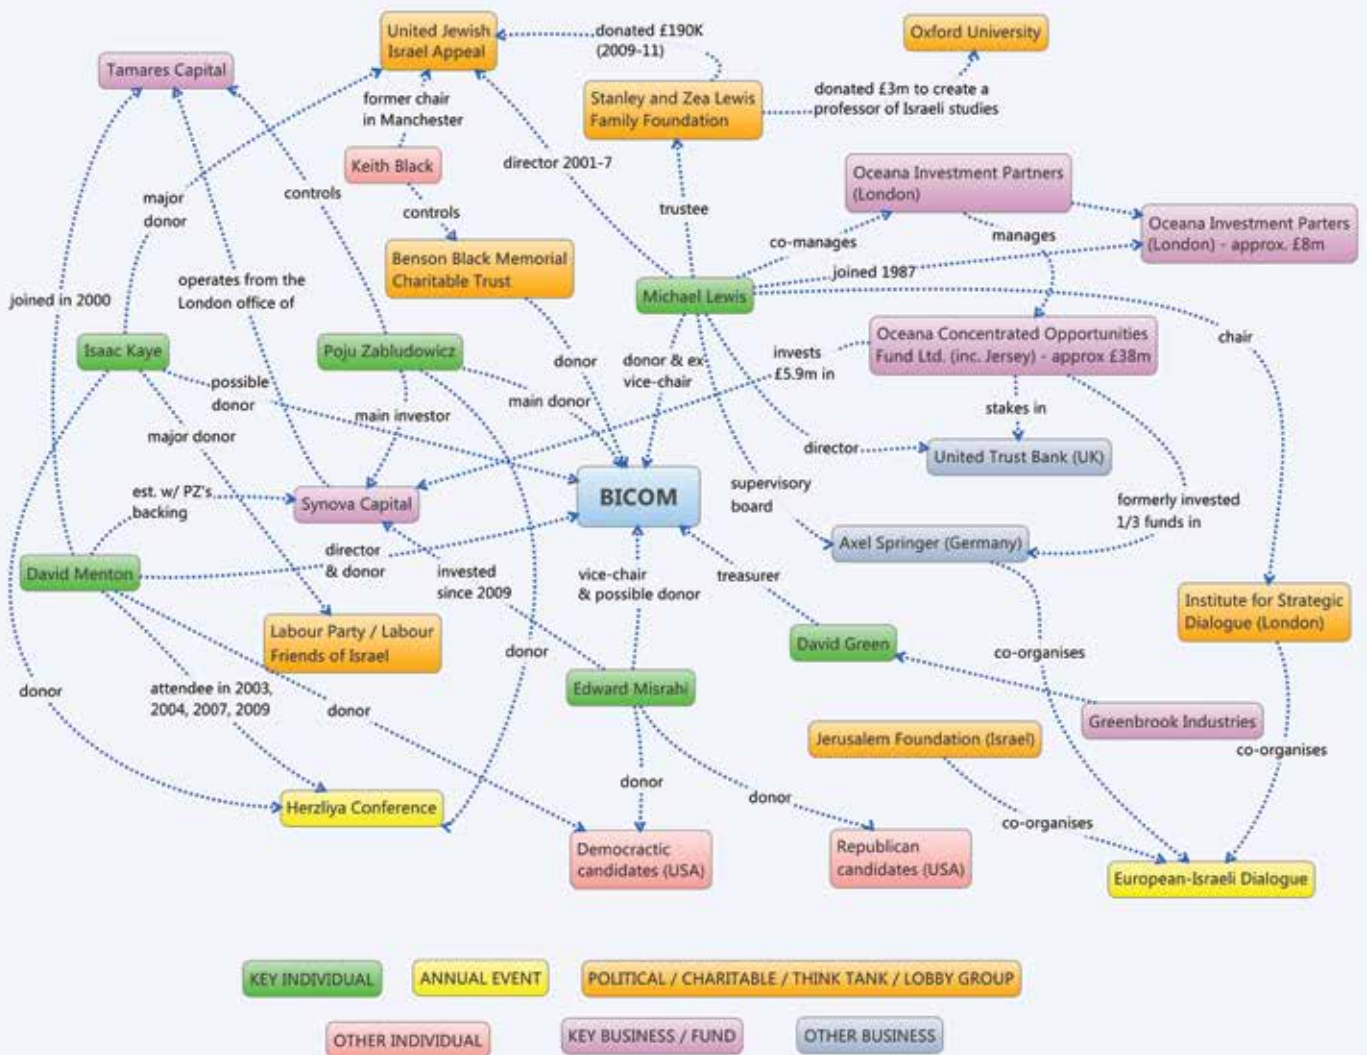 United Jewish
Israel Appeal
donated £190K
(2009-11)
Oxford University
Tamares Capital
former chair
in Manchester
Stanley and Zea Lewis
Family Foundation
donated £3m to create a
professor of Israeli studies
Keith Black
director 2001-7
Oceana Investment Partners
(London)
major
donor
controls
controls
trustee
co-manages
manages
Oceana Investment Parters
(London) - approx. £8m
Benson Black Memorial
Charitable Trust
operates from the
London office of
joined 1987
Michael Lewis
joined in 2000
Isaac Kaye
Poju Zabludowicz
donor
donor & ex
vice-chair
invests
£5.9m in
Oceana Concentrated Opportunities
Fund Ltd. (inc. Jersey) - approx £38m
chair
possible
donor
main investor
main donor
stakes in
major donor
director
United Trust Bank (UK)
est. w/ PZ's
backing
Synova Capital
BICOM
supervisory
board
formerly invested
1/3 funds in
director
& donor
invested
since 2009
vice-chair
& possible donor
treasurer
Axel Springer (Germany)
David Menton
Labour Party / Labour
Friends of Israel
David Green
Institute for Strategic
Dialogue (London)
donor
co-organises
donor
attendee in 2003,
2004, 2007, 2009
donor
Edward Misrahi
Greenbrook Industries
Jerusalem Foundation (Israel)
co-organises
Herzliya Conference
donor
donor
co-organises
Democractic
candidates (USA)
Republican
candidates (USA)
European-Israeli Dialogue
KEY INDIVIDUAL
ANNUAL EVENT
POLITICAL / CHARITABLE / THINK TANK / LOBBY GROUP
OTHER INDIVIDUAL
KEY BUSINESS / FUND
OTHER BUSINESS